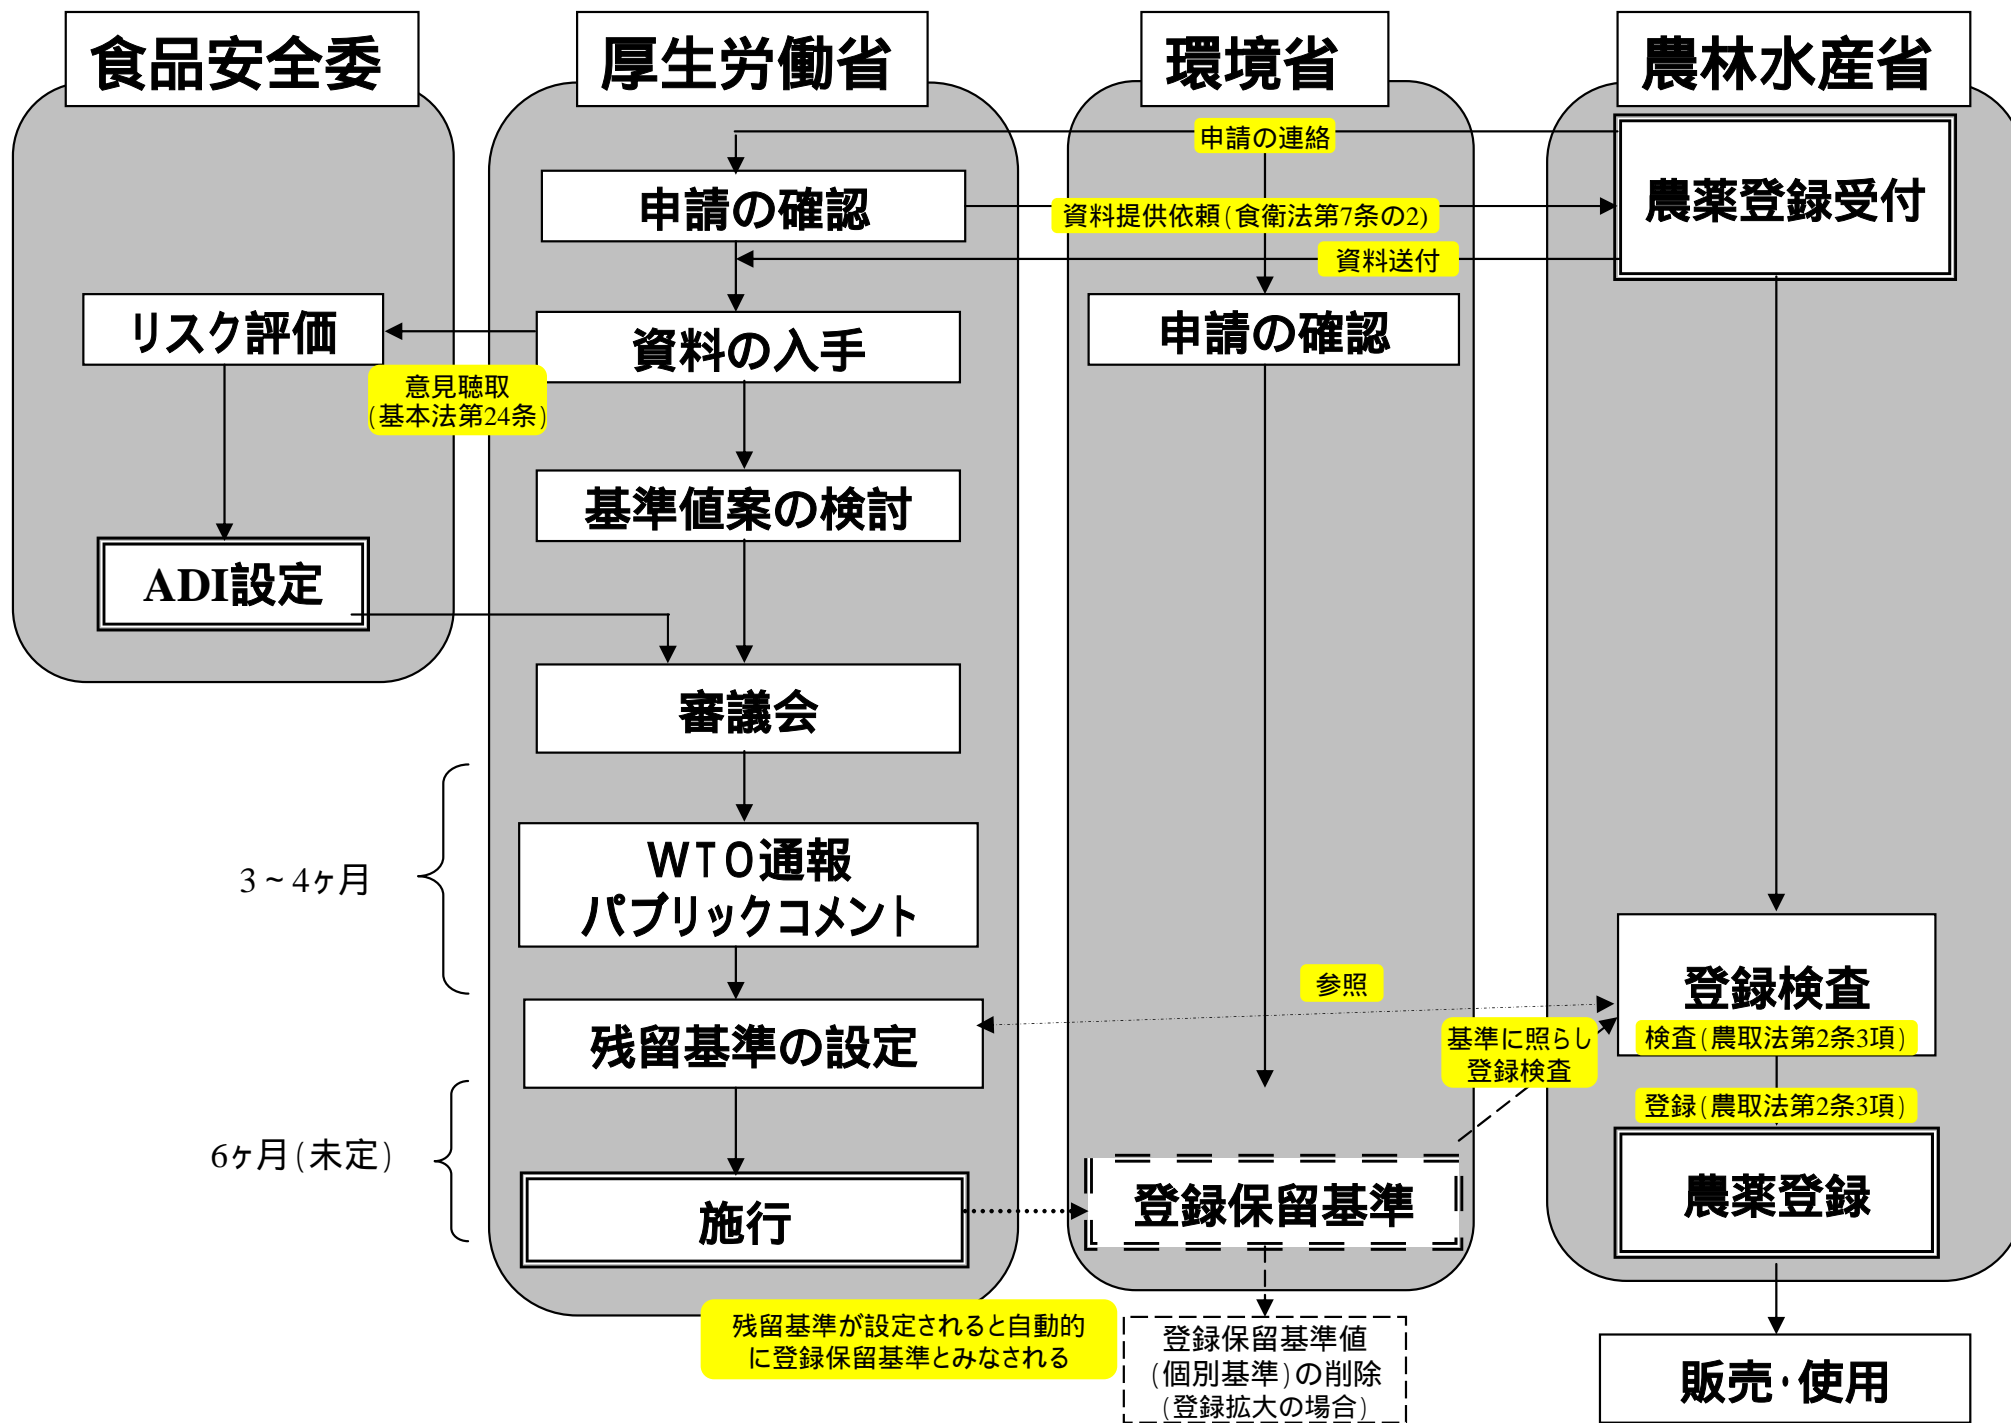 食品安全委
厚生労働省
環境省
農林水産省
申請の連絡
申請の確認
資料提供依頼(食衛法第7条の2)
農薬登録受付
資料送付
リスク評価
資料の入手
申請の確認
意見聴取
(基本法第24条)
基準値案の検討
ADI設定
審議会
3~4ヶ月
WTO通報
パブリックコメント
参照
登録検査
検査(農取法第2条3項)
残留基準の設定
基準に照らし
登録検査
登録(農取法第2条3項)
6ヶ月(未定)
施行
登録保留基準
農薬登録
残留基準が設定されると自動的
に登録保留基準とみなされる
登録保留基準値
(個別基準)の削除
(登録拡大の場合)
販売・使用